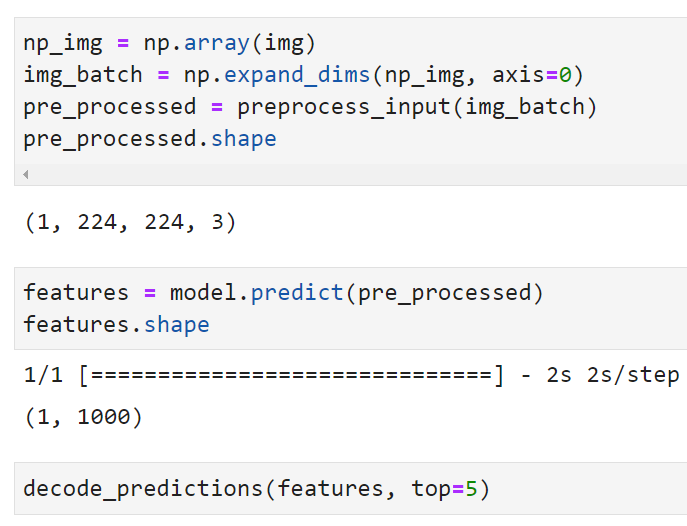 np_img = np.array(img)
img_batch = np.expand_dims(np_img, axis=0)
pre_processed = preprocess_input(img_batch)
pre_processed.shape
(1, 224, 224, 3)
features = model.predict(pre_processed)
features.shape
1/1 [==============================] - 2s 2s/step
(1, 1000)
decode_predictions(features, top=5)